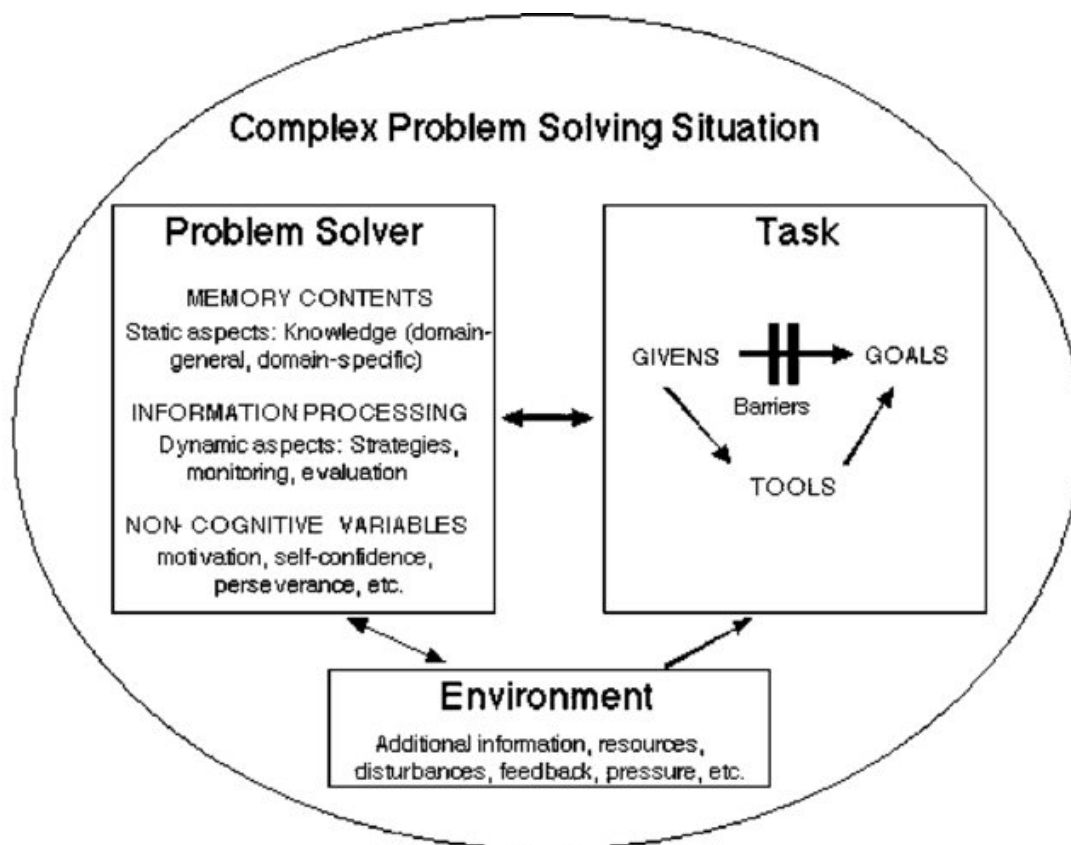 Complex Problem Solving Situation
Problem Solver
MEMORY CONTENTS
Static aspects: Knowledge (domain-
general, domain-specific)
INFORMATION PROCESSING
Dynamic aspects: Strategies,
monitoring, evaluation
NON- COGNITIVE VARIABLES
motivation, self-confidence,
perseverance, etc.
Task
GIVENS
GOALS
Barriers
TOOLS
Environment
Additional information, resources,
disturbances, feedback, pressure, etc.